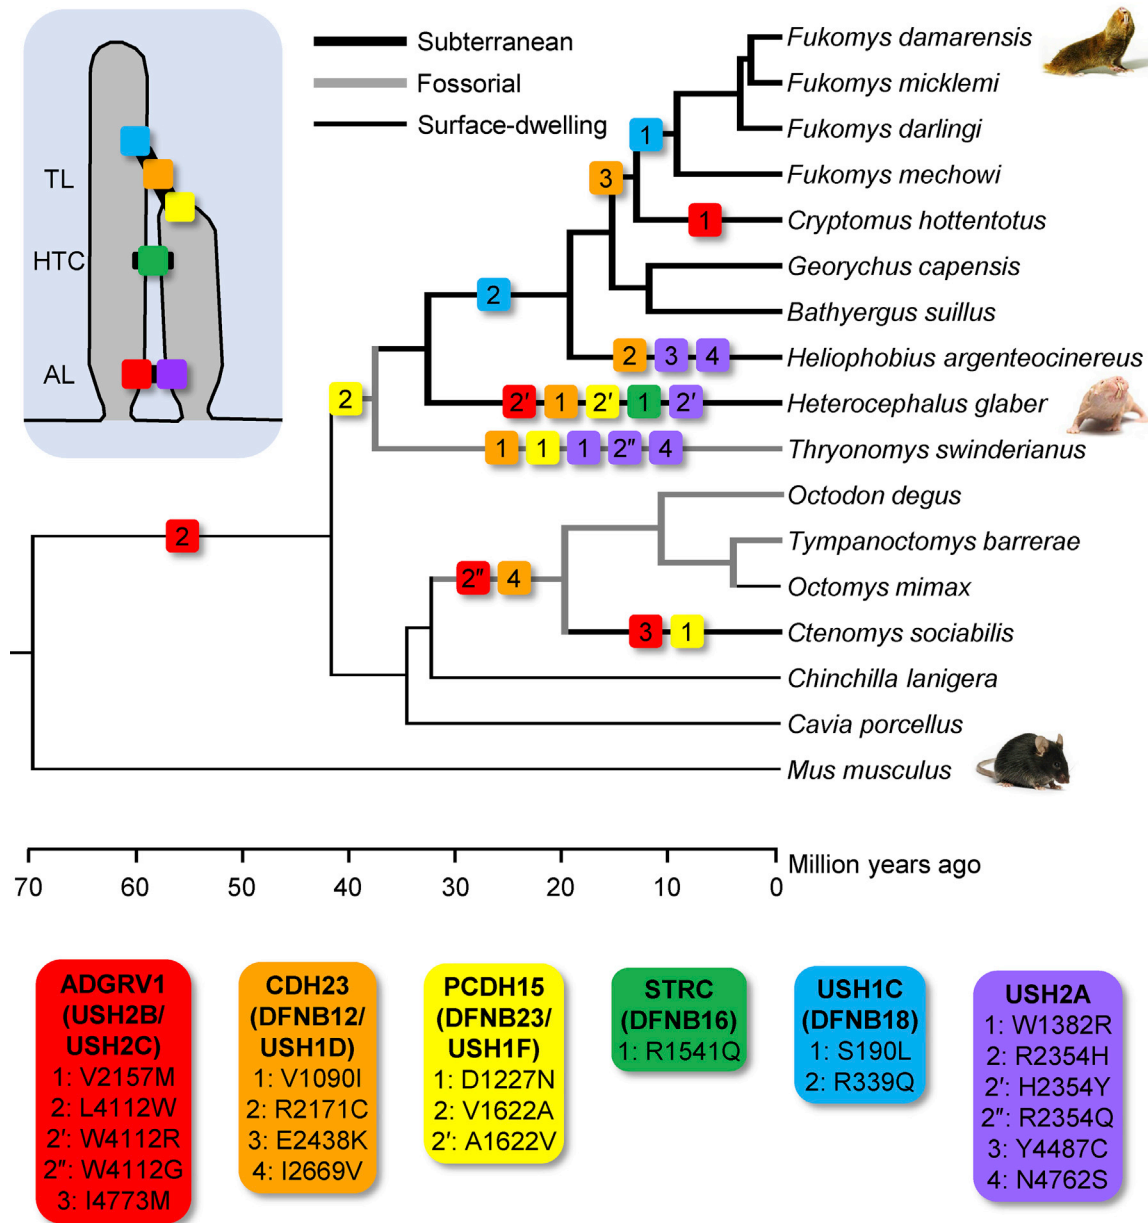 TL
HTC
AL
Subterranean
Fossorial
Surface-dwelling
Fukomys damarensis
Fukomys micklemi
1
Fukomys darlingi
3
Fukomys mechowi
1
Cryptomus hottentotus
Georychus capensis
2
Bathyergus suillus
2 3 4
Heliophobius argenteocinereus
2
2′ 1 2′ 1 2′
Heterocephalus glaber
1 1 1 2″ 4
Thryonomys swinderianus
Octodon degus
2
Tympanoctomys barrerae
2″ 4
Octomys mimax
3 1
Ctenomys sociabilis
Chinchilla lanigera
Cavia porcellus
Mus musculus
Million years ago
70 60 50 40 30 20 10 0
ADGRV1
(USH2B/
USH2C)
1: V2157M
2: L4112W
2′: W4112R
2″: W4112G
3: I4773M
CDH23
(DFNB12/
USH1D)
1: V1090I
2: R2171C
3: E2438K
4: I2669V
PCDH15
(DFNB23/
USH1F)
1: D1227N
2: V1622A
2′: A1622V
STRC
(DFNB16)
1: R1541Q
USH1C
(DFNB18)
1: S190L
2: R339Q
USH2A
1: W1382R
2: R2354H
2′: H2354Y
2″: R2354Q
3: Y4487C
4: N4762S